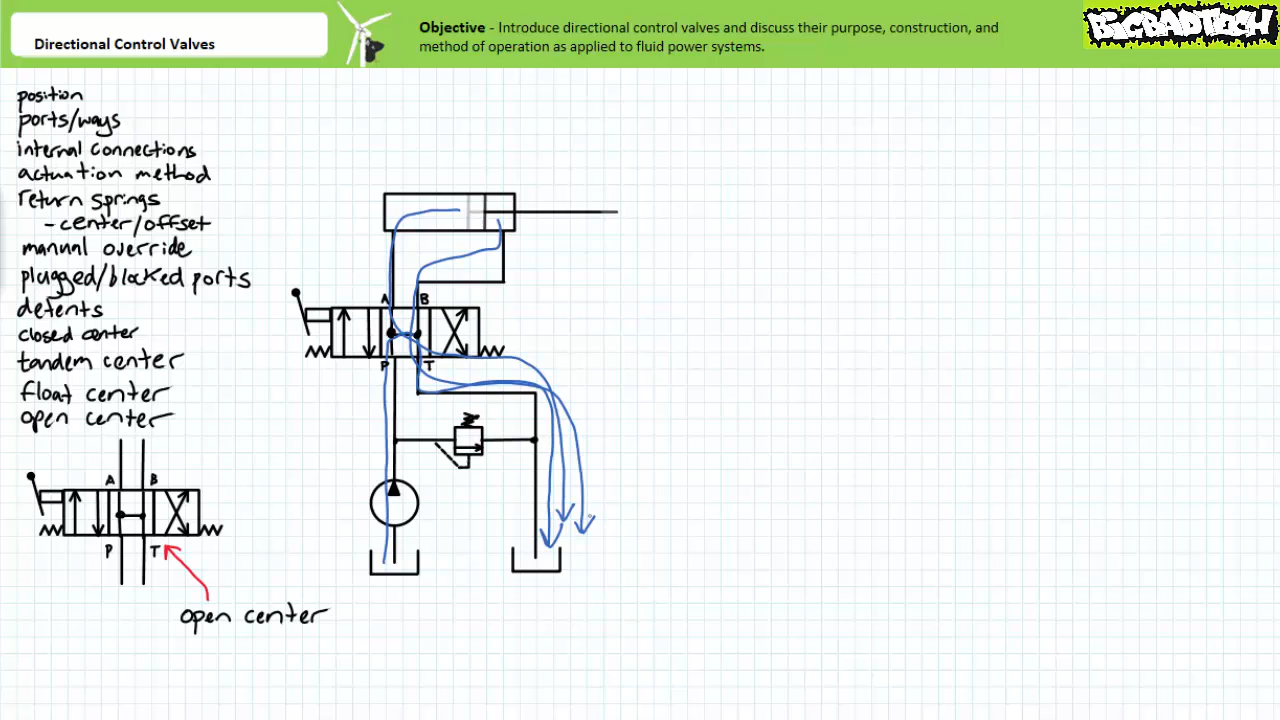 Directional Control Valves
Objective - Introduce directional control valves and discuss their purpose, construction, and
method of operation as applied to fluid power systems.
BIGBADTECH
position
ports/ways
internal connections
actuation method
return springs
- center/offset
manual override
plugged/blocked ports
detents
closed center
tandem center
float center
open center
A B
P T
open center
A B
P T